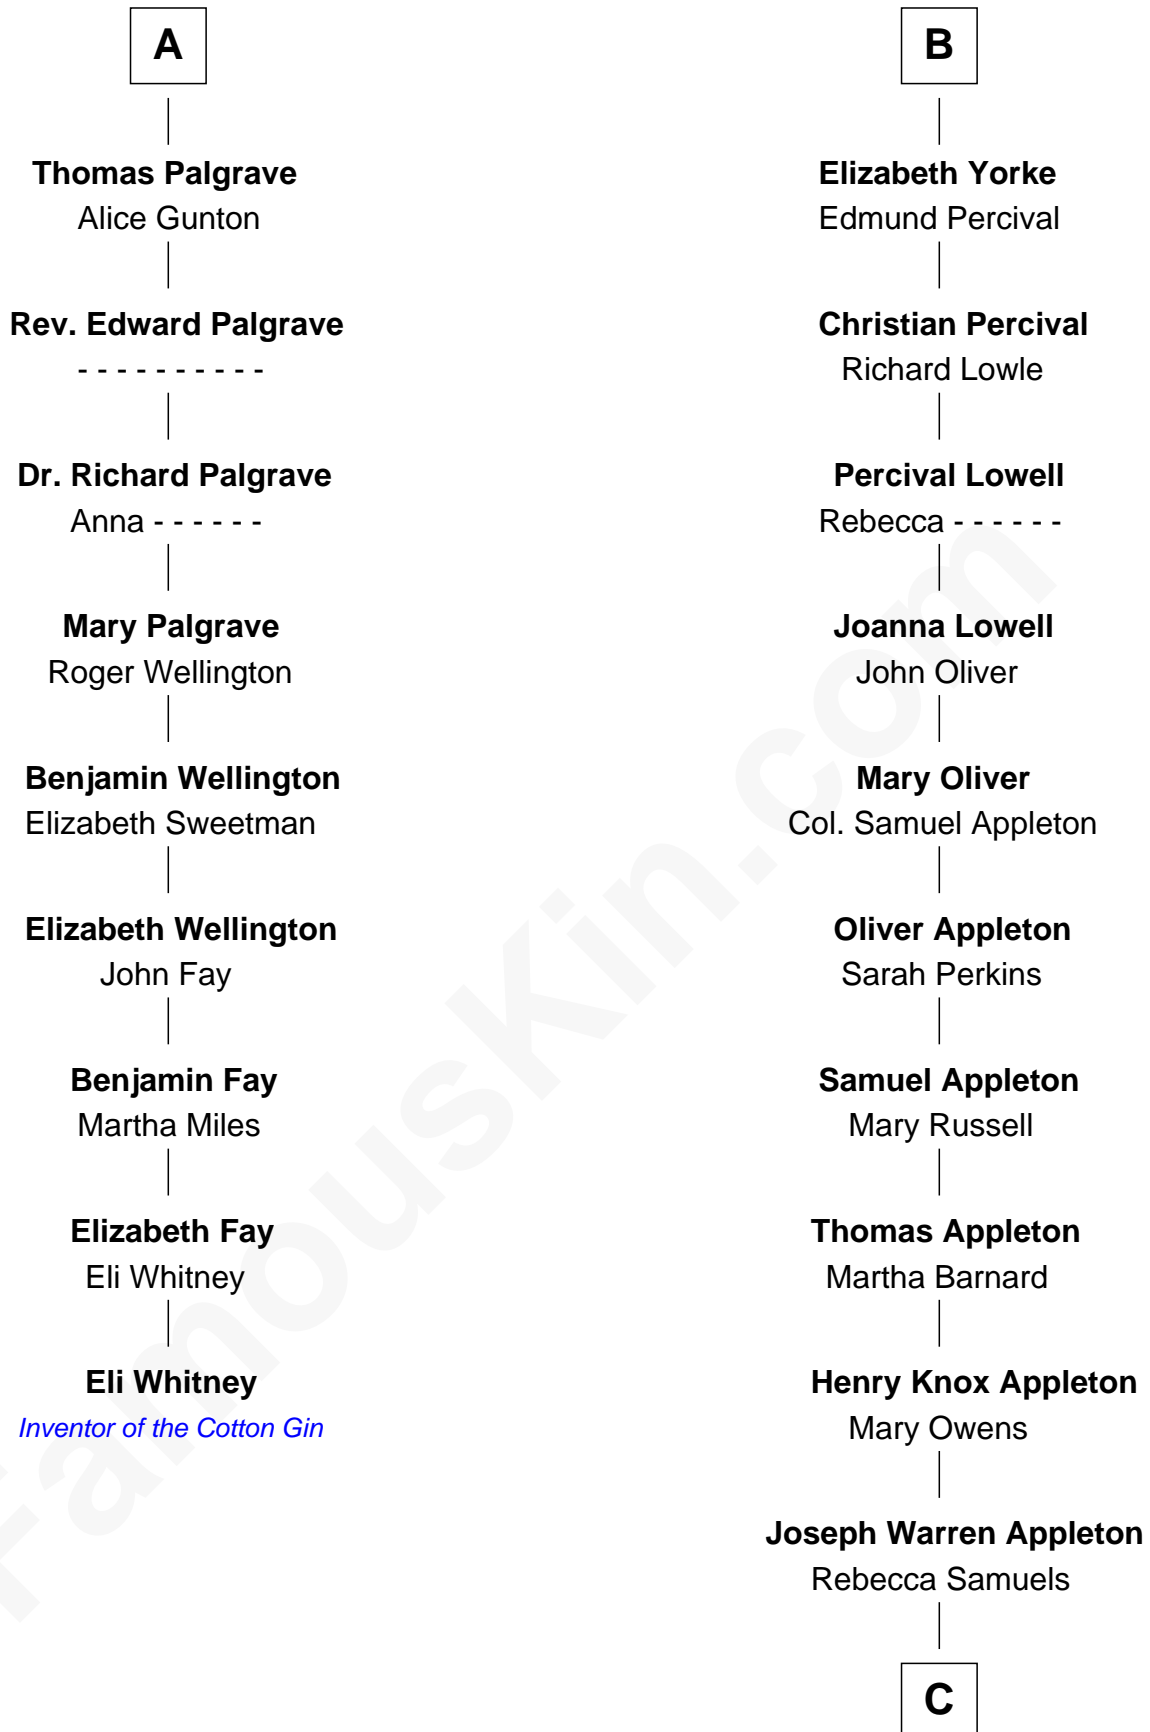 A
Thomas Palgrave
Alice Gunton
Rev. Edward Palgrave
- - - - - - - - - -
Dr. Richard Palgrave
Anna - - - - - -
Mary Palgrave
Roger Wellington
Benjamin Wellington
Elizabeth Sweetman
Elizabeth Wellington
John Fay
Benjamin Fay
Martha Miles
Elizabeth Fay
Eli Whitney
Eli Whitney
Inventor of the Cotton Gin
B
Elizabeth Yorke
Edmund Percival
Christian Percival
Richard Lowle
Percival Lowell
Rebecca - - - - - -
Joanna Lowell
John Oliver
Mary Oliver
Col. Samuel Appleton
Oliver Appleton
Sarah Perkins
Samuel Appleton
Mary Russell
Thomas Appleton
Martha Barnard
Henry Knox Appleton
Mary Owens
Joseph Warren Appleton
Rebecca Samuels
C
FamousKin.com